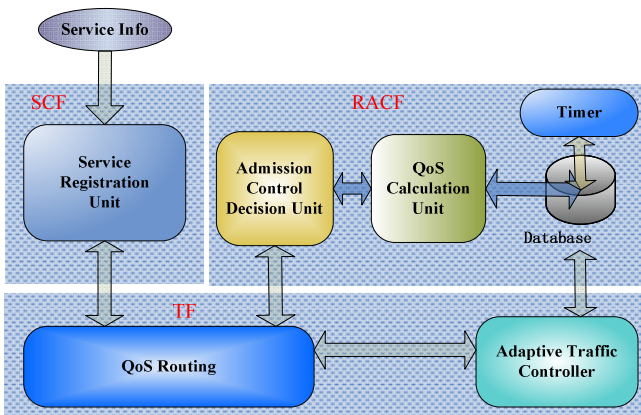 Service Info
SCF
RACF
Timer
Service
Registration
Unit
Admission
Control
Decision Unit
QoS
Calculation
Unit
Database
TF
QoS Routing
Adaptive Traffic
Controller